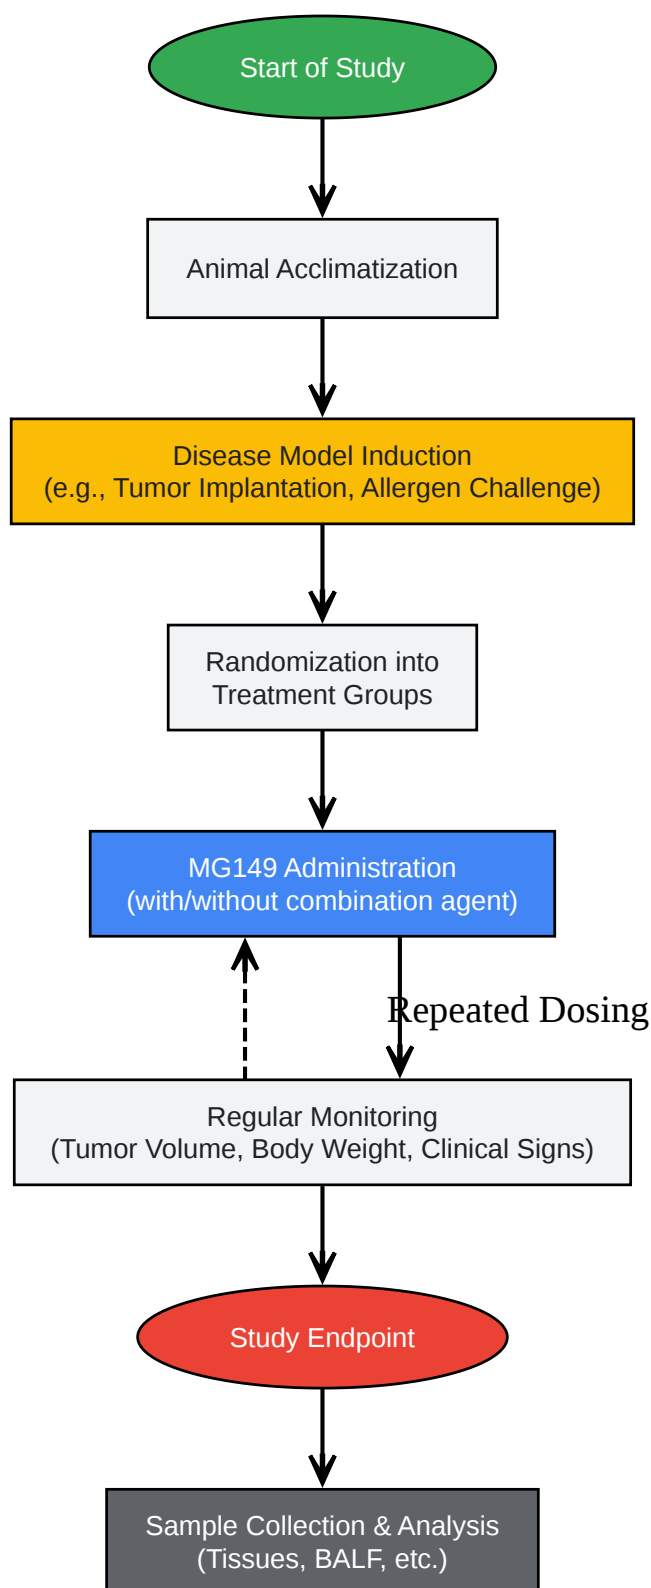 Start of Study
Animal Acclimatization
Disease Model Induction
(e.g., Tumor Implantation, Allergen Challenge)
Randomization into
Treatment Groups
MG149 Administration
(with/without combination agent)
Repeated Dosing
Regular Monitoring
(Tumor Volume, Body Weight, Clinical Signs)
Study Endpoint
Sample Collection & Analysis
(Tissues, BALF, etc.)